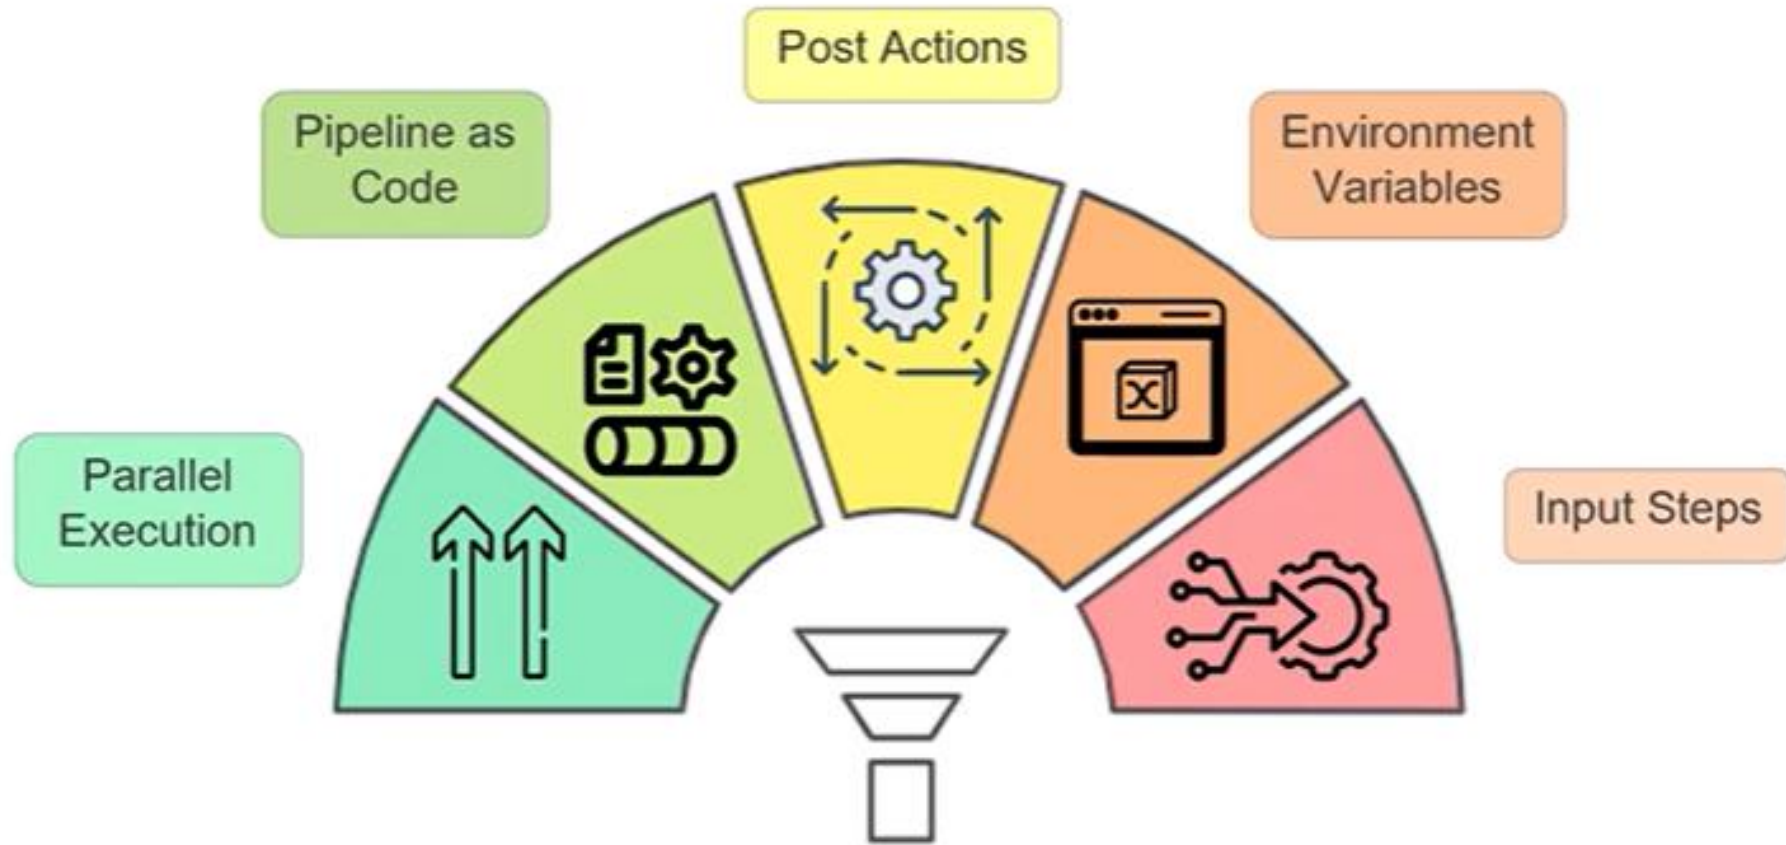 Post Actions
Pipeline as
Code
Environment
Variables
Parallel
Execution
Input Steps